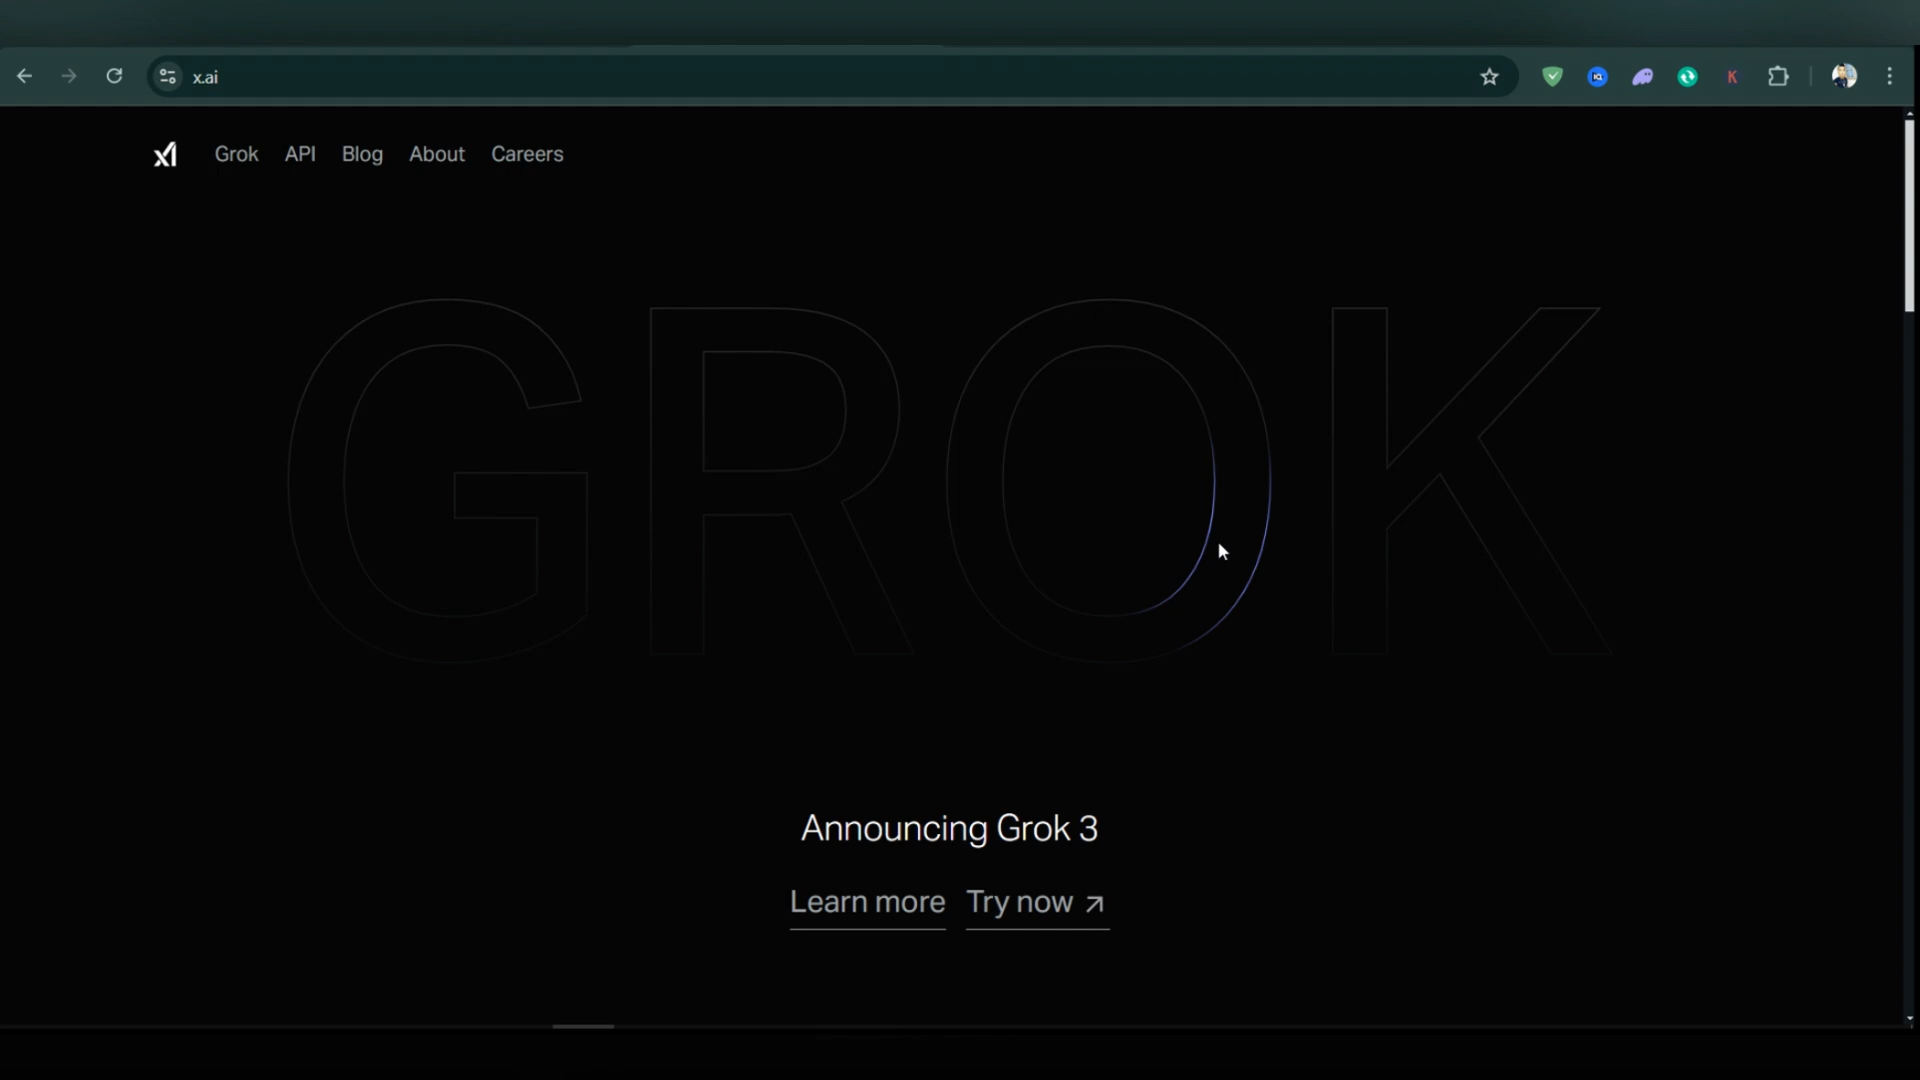 x.ai
Grok API Blog About Careers
GROK
Announcing Grok 3
Learn more Try now ↗